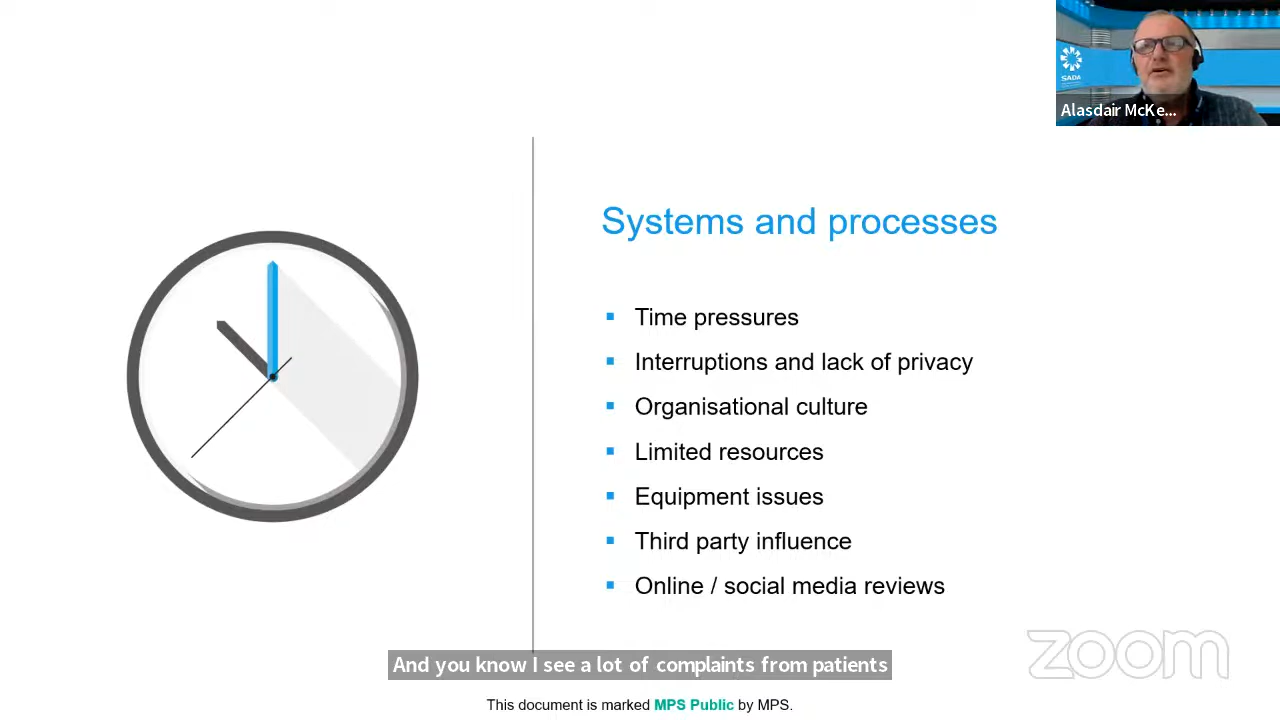 SADA
Alasdair McKe...
Systems and processes
▪ Time pressures
▪ Interruptions and lack of privacy
▪ Organisational culture
▪ Limited resources
▪ Equipment issues
▪ Third party influence
▪ Online / social media reviews
zoom
And you know I see a lot of complaints from patients
This document is marked MPS Public by MPS.